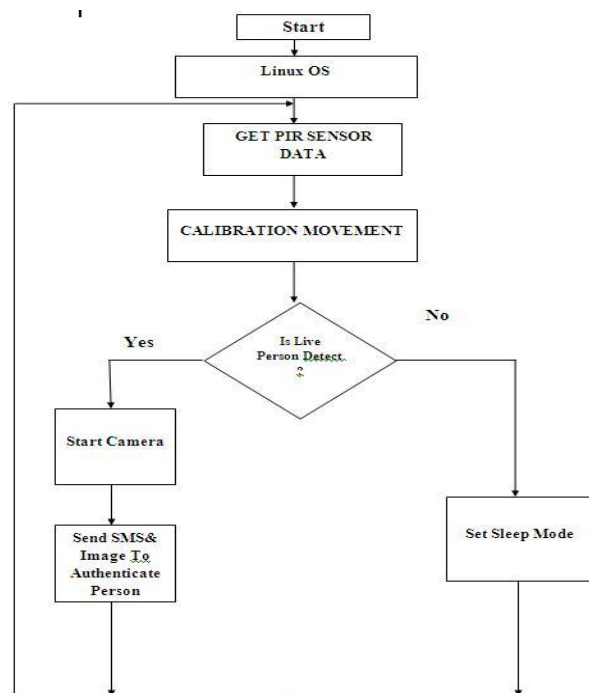 Start
Linux OS
GET PIR SENSOR
DATA
CALIBRATION MOVEMENT
Is Live
Person Detect
?
Yes
No
Start Camera
Send SMS&
Image To
Authenticate
Person
Set Sleep Mode